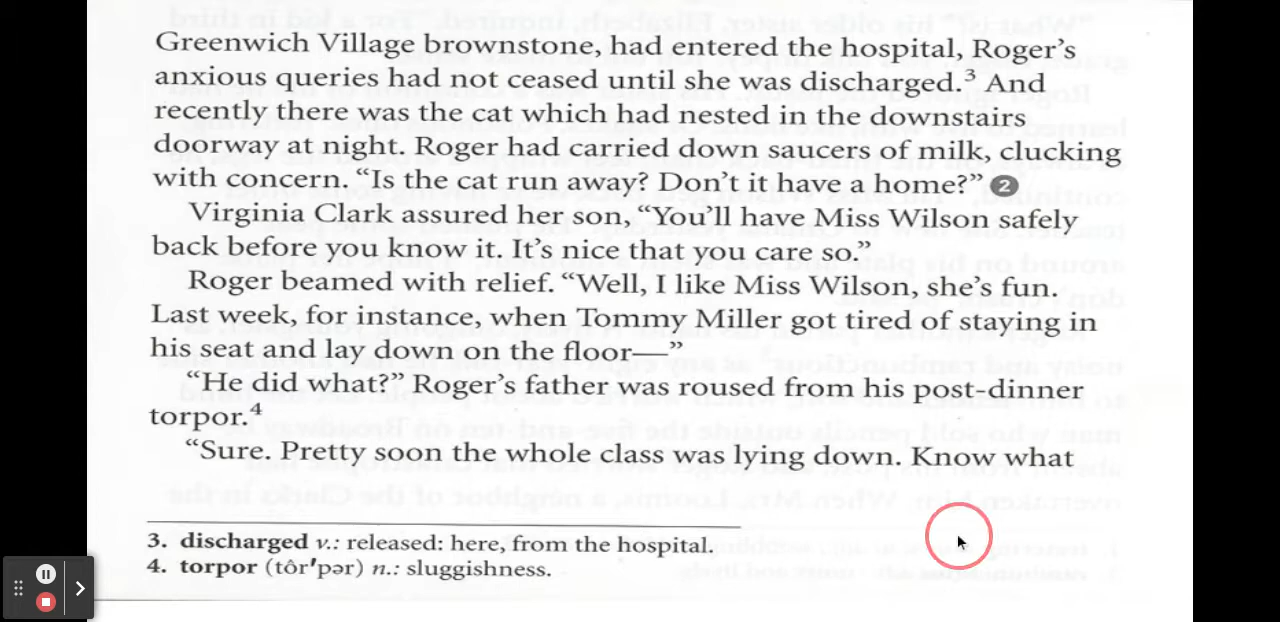 Greenwich Village brownstone, had entered the hospital, Roger's
anxious queries had not ceased until she was discharged.³ And
recently there was the cat which had nested in the downstairs
doorway at night. Roger had carried down saucers of milk, clucking
with concern. "Is the cat run away? Don't it have a home?" 2
Virginia Clark assured her son, "You'll have Miss Wilson safely
back before you know it. It's nice that you care so."
Roger beamed with relief. "Well, I like Miss Wilson, she's fun.
Last week, for instance, when Tommy Miller got tired of staying in
his seat and lay down on the floor—"
"He did what?" Roger's father was roused from his post-dinner
torpor.⁴
"Sure. Pretty soon the whole class was lying down. Know what
3. discharged v.: released: here, from the hospital.
4. torpor (tôr′pər) n.: sluggishness.